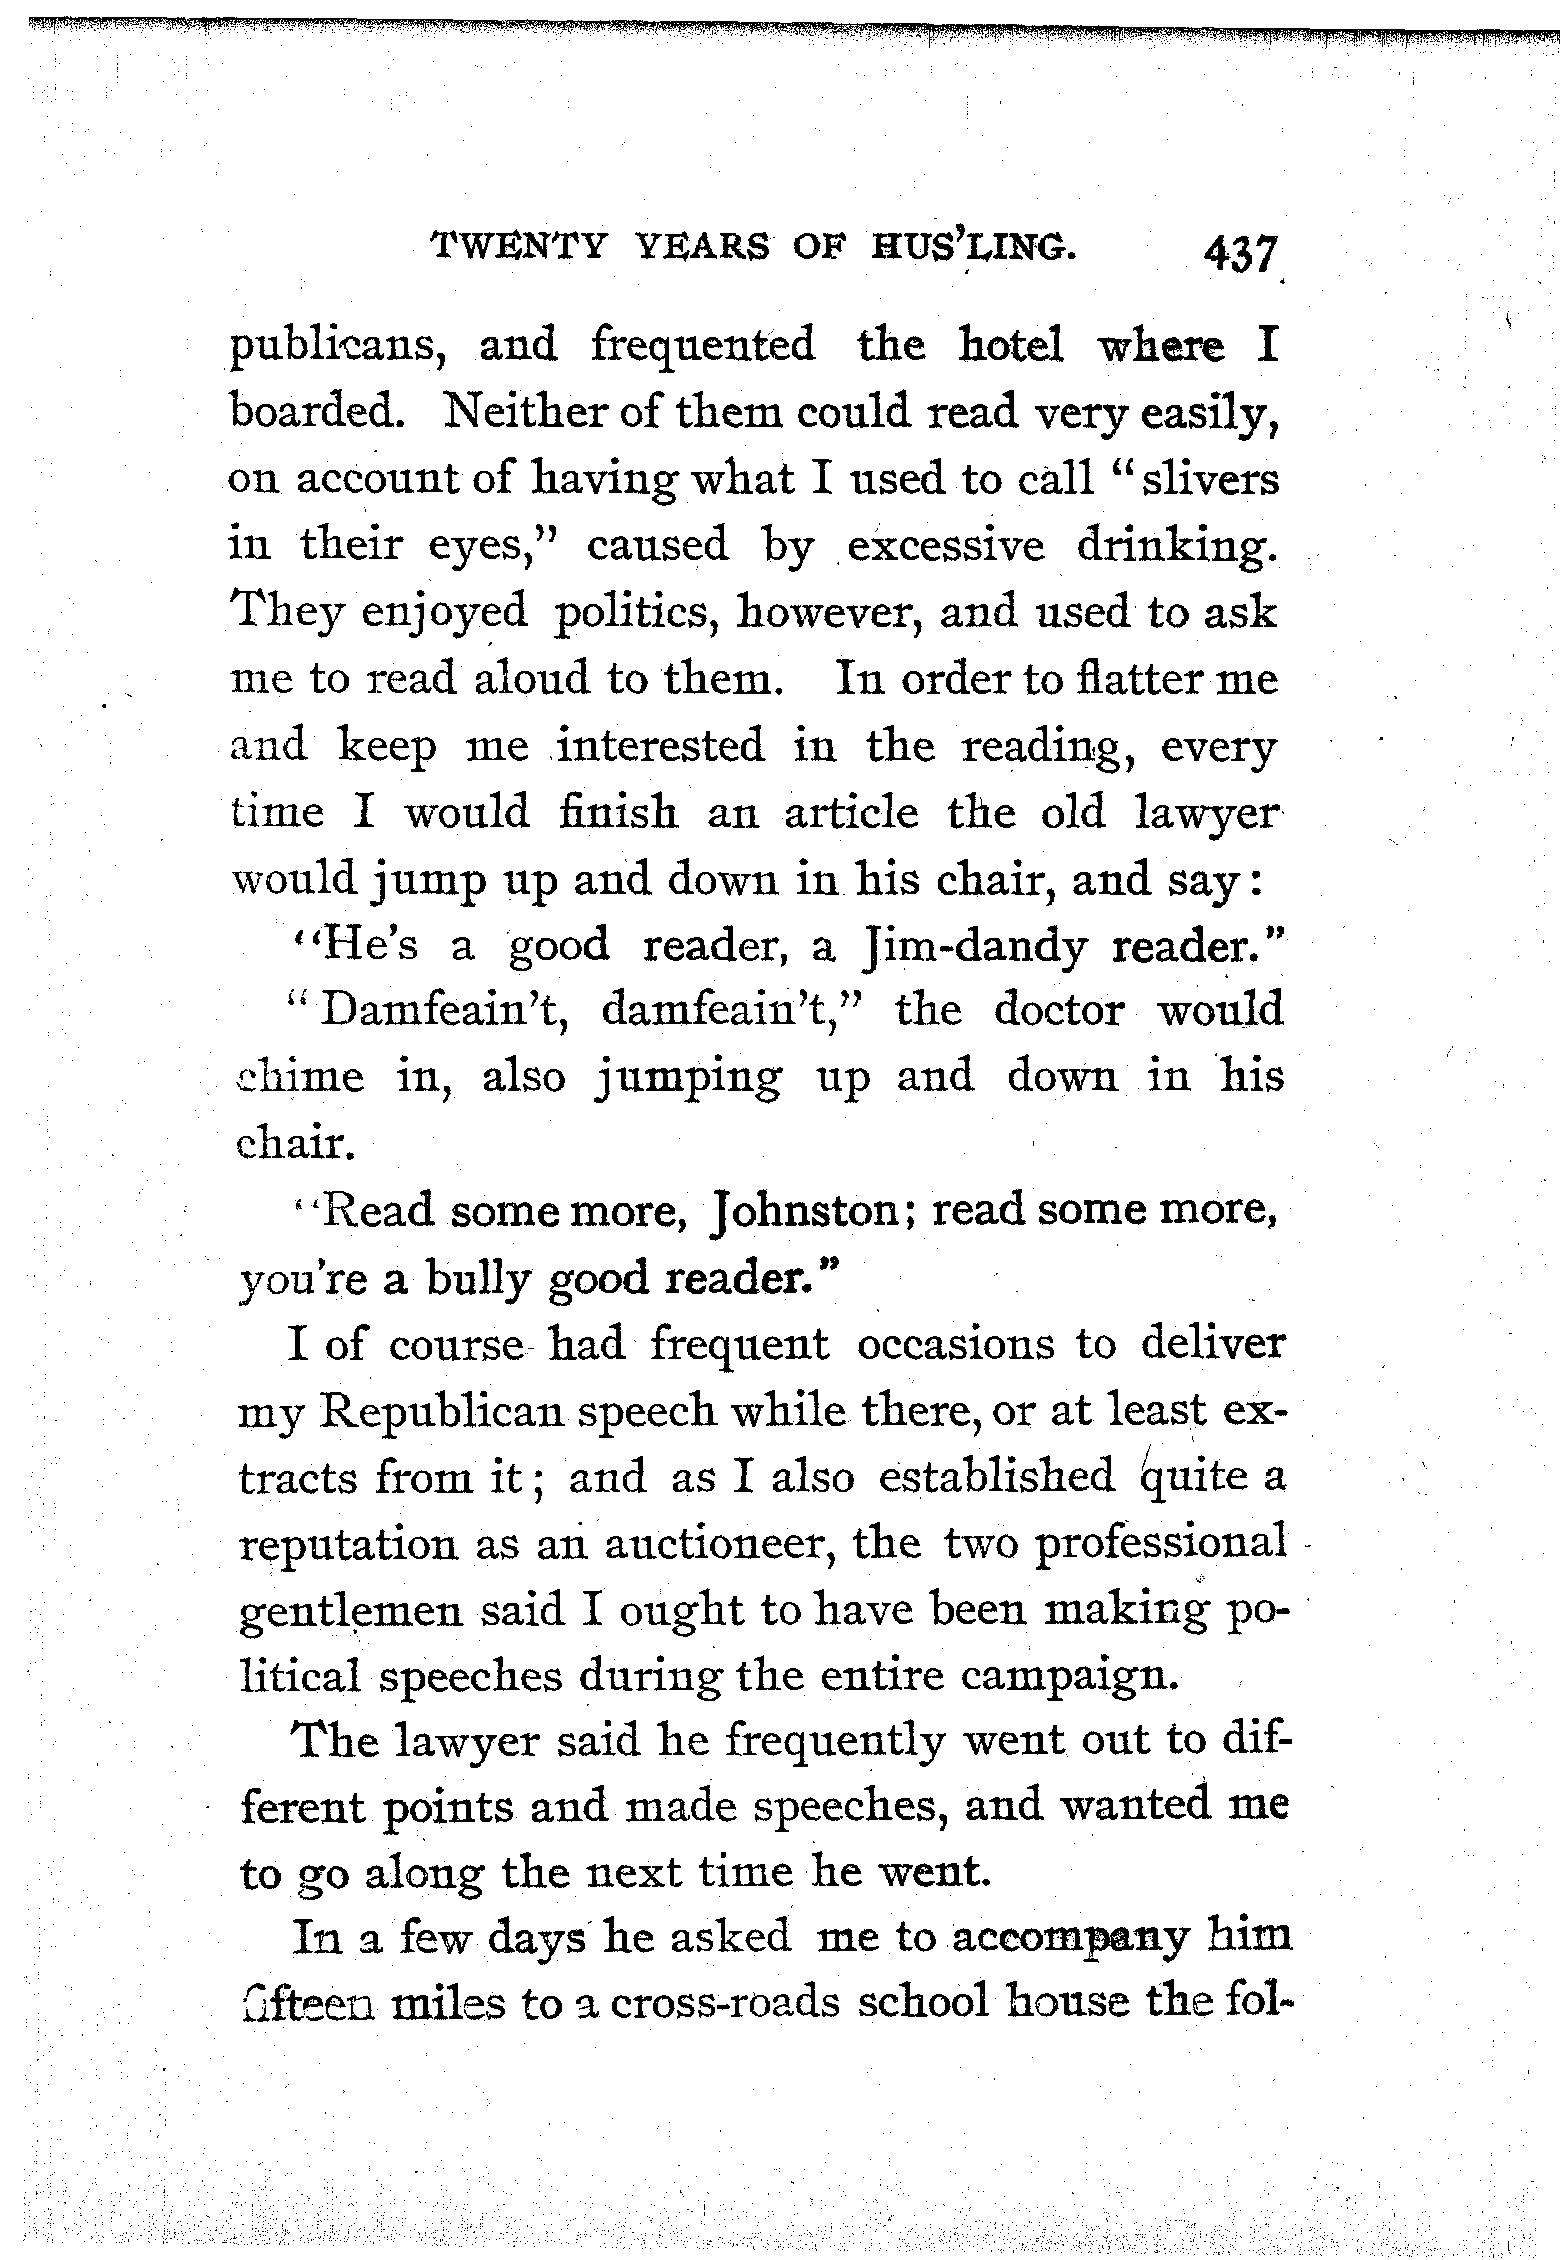 TWENTY YEARS OF HUS'LING. 437
publicans, and frequented the hotel where I
boarded. Neither of them could read very easily,
on account of having what I used to call "slivers
in their eyes," caused by excessive drinking.
They enjoyed politics, however, and used to ask
me to read aloud to them. In order to flatter me
and keep me interested in the reading, every
time I would finish an article the old lawyer
would jump up and down in his chair, and say:
"He's a good reader, a Jim-dandy reader."
"Damfeain't, damfeain't," the doctor would
chime in, also jumping up and down in his
chair.
"Read some more, Johnston; read some more,
you're a bully good reader."
I of course had frequent occasions to deliver
my Republican speech while there, or at least ex-
tracts from it; and as I also established quite a
reputation as an auctioneer, the two professional
gentlemen said I ought to have been making po-
litical speeches during the entire campaign.
The lawyer said he frequently went out to dif-
ferent points and made speeches, and wanted me
to go along the next time he went.
In a few days he asked me to accompany him
fifteen miles to a cross-roads school house the fol-